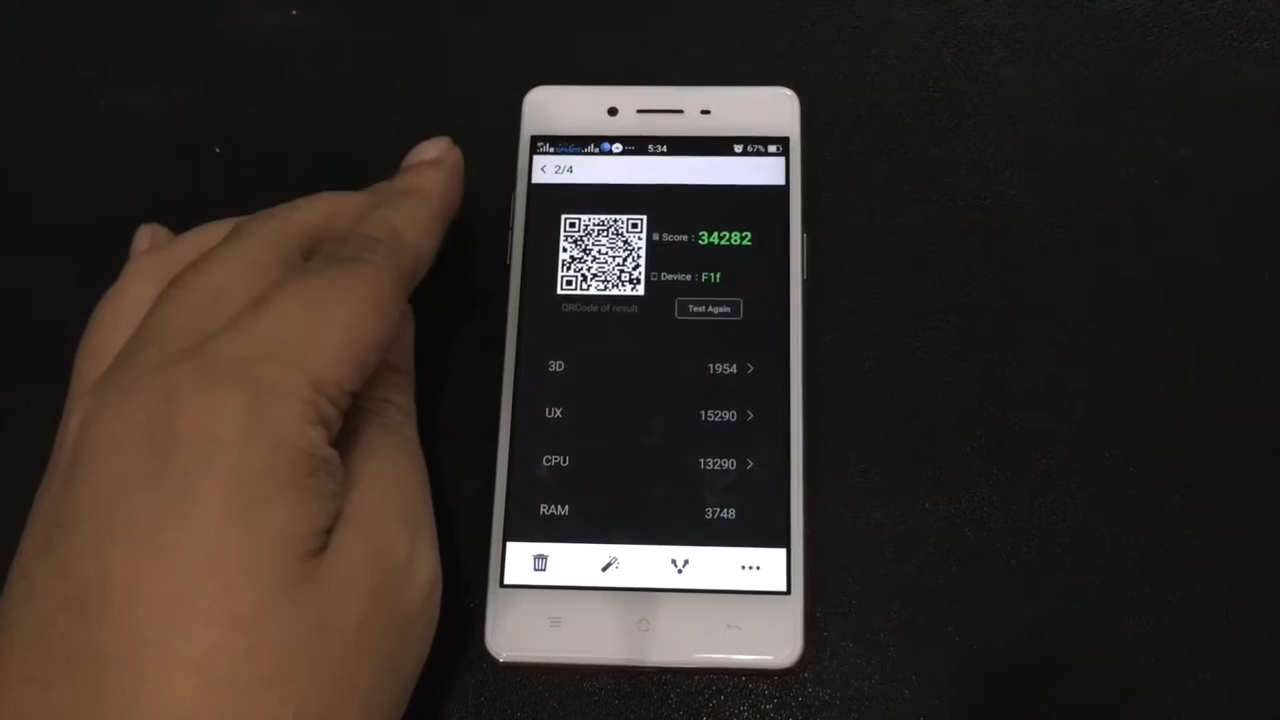 5:34
67%
2/4
Score : 34282
Device : F1f
QRCode of result
Test Again
3D 1954
UX 15290
CPU 13290
RAM 3748